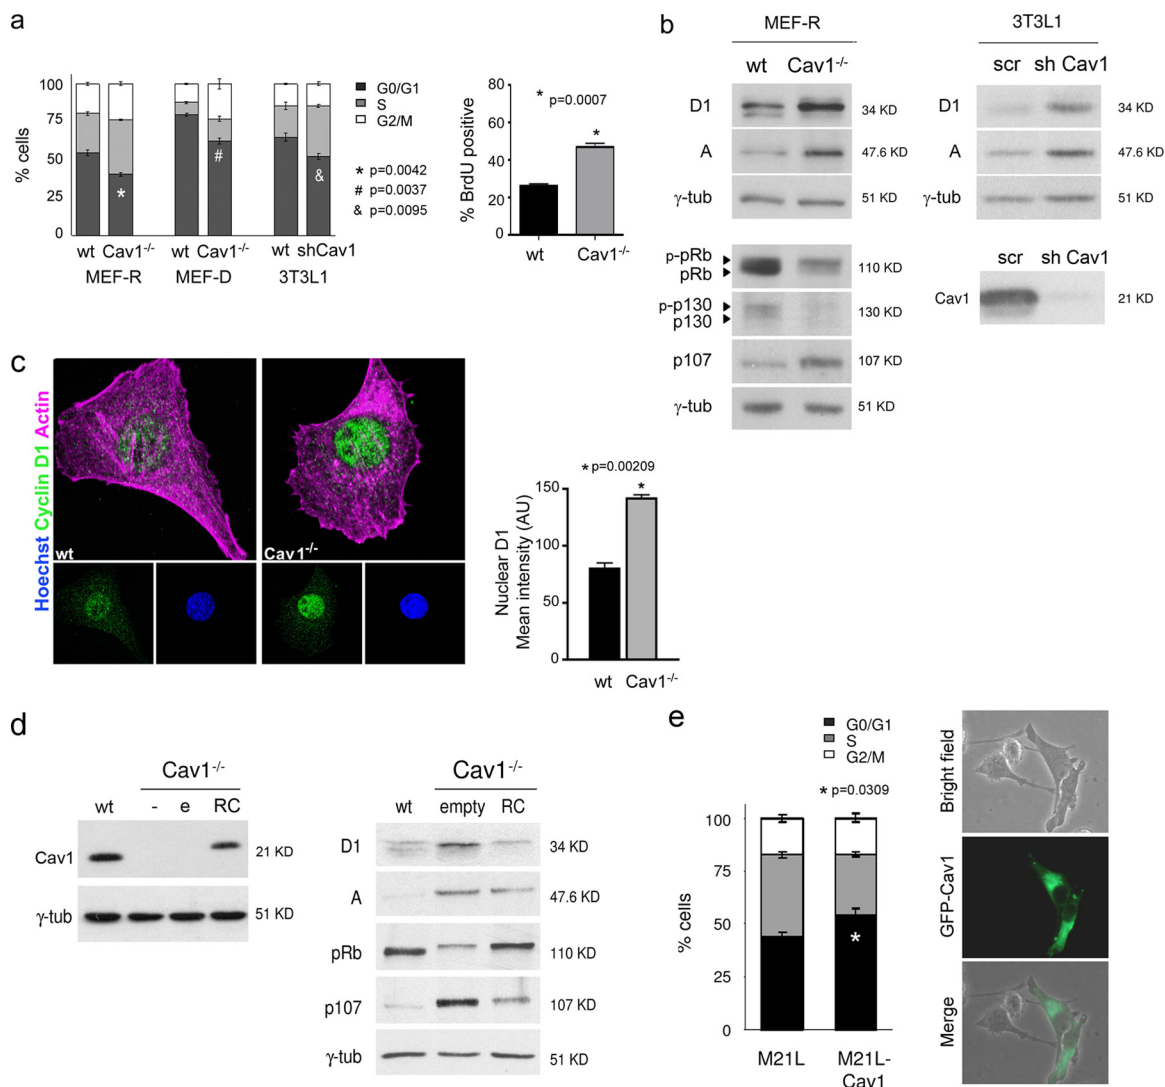 a
% cells
100
75
50
25
0
wt Cav1-/- wt Cav1-/- wt shCav1
MEF-R MEF-D 3T3L1
G0/G1
S
G2/M
* p=0.0042
# p=0.0037
& p=0.0095
*
#
&
% BrdU positive
80
60
40
20
0
* p=0.0007
*
wt Cav1-/-
b
MEF-R
wt Cav1-/-
D1 34 KD
A 47.6 KD
γ-tub 51 KD
p-pRb
pRb 110 KD
p-p130
p130 130 KD
p107 107 KD
γ-tub 51 KD
3T3L1
scr sh Cav1
D1 34 KD
A 47.6 KD
γ-tub 51 KD
scr sh Cav1
Cav1 21 KD
c
Hoechst Cyclin D1 Actin
wt
Cav1-/-
Nuclear D1
Mean intensity (AU)
150
100
50
0
* p=0.00209
*
wt Cav1-/-
d
Cav1-/-
wt - e RC
Cav1 21 KD
γ-tub 51 KD
Cav1-/-
wt empty RC
D1 34 KD
A 47.6 KD
pRb 110 KD
p107 107 KD
γ-tub 51 KD
e
G0/G1
S
G2/M
* p=0.0309
% cells
100
75
50
25
0
*
M21L M21L-
Cav1
Bright field
GFP-Cav1
Merge